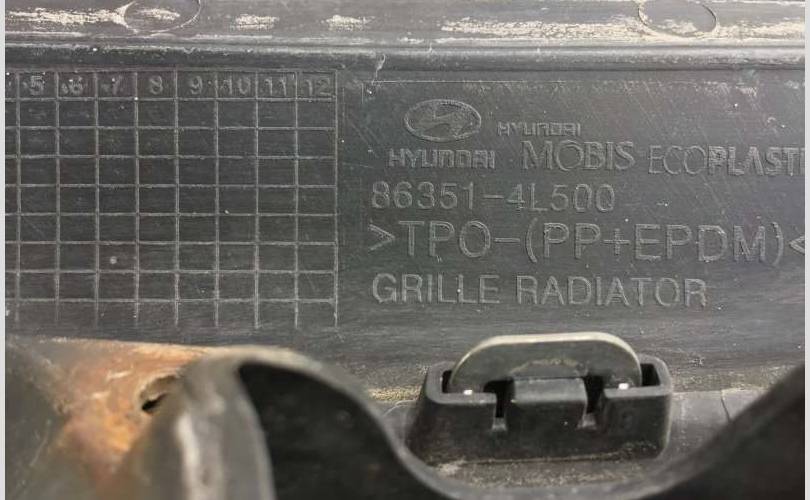 5 6 7 8 9 10 11 12
HYUNDAI
HYUNDAI MOBIS ECOPLASTI
86351-4L500
>TPO-(PP+EPDM)<
GRILLE RADIATOR